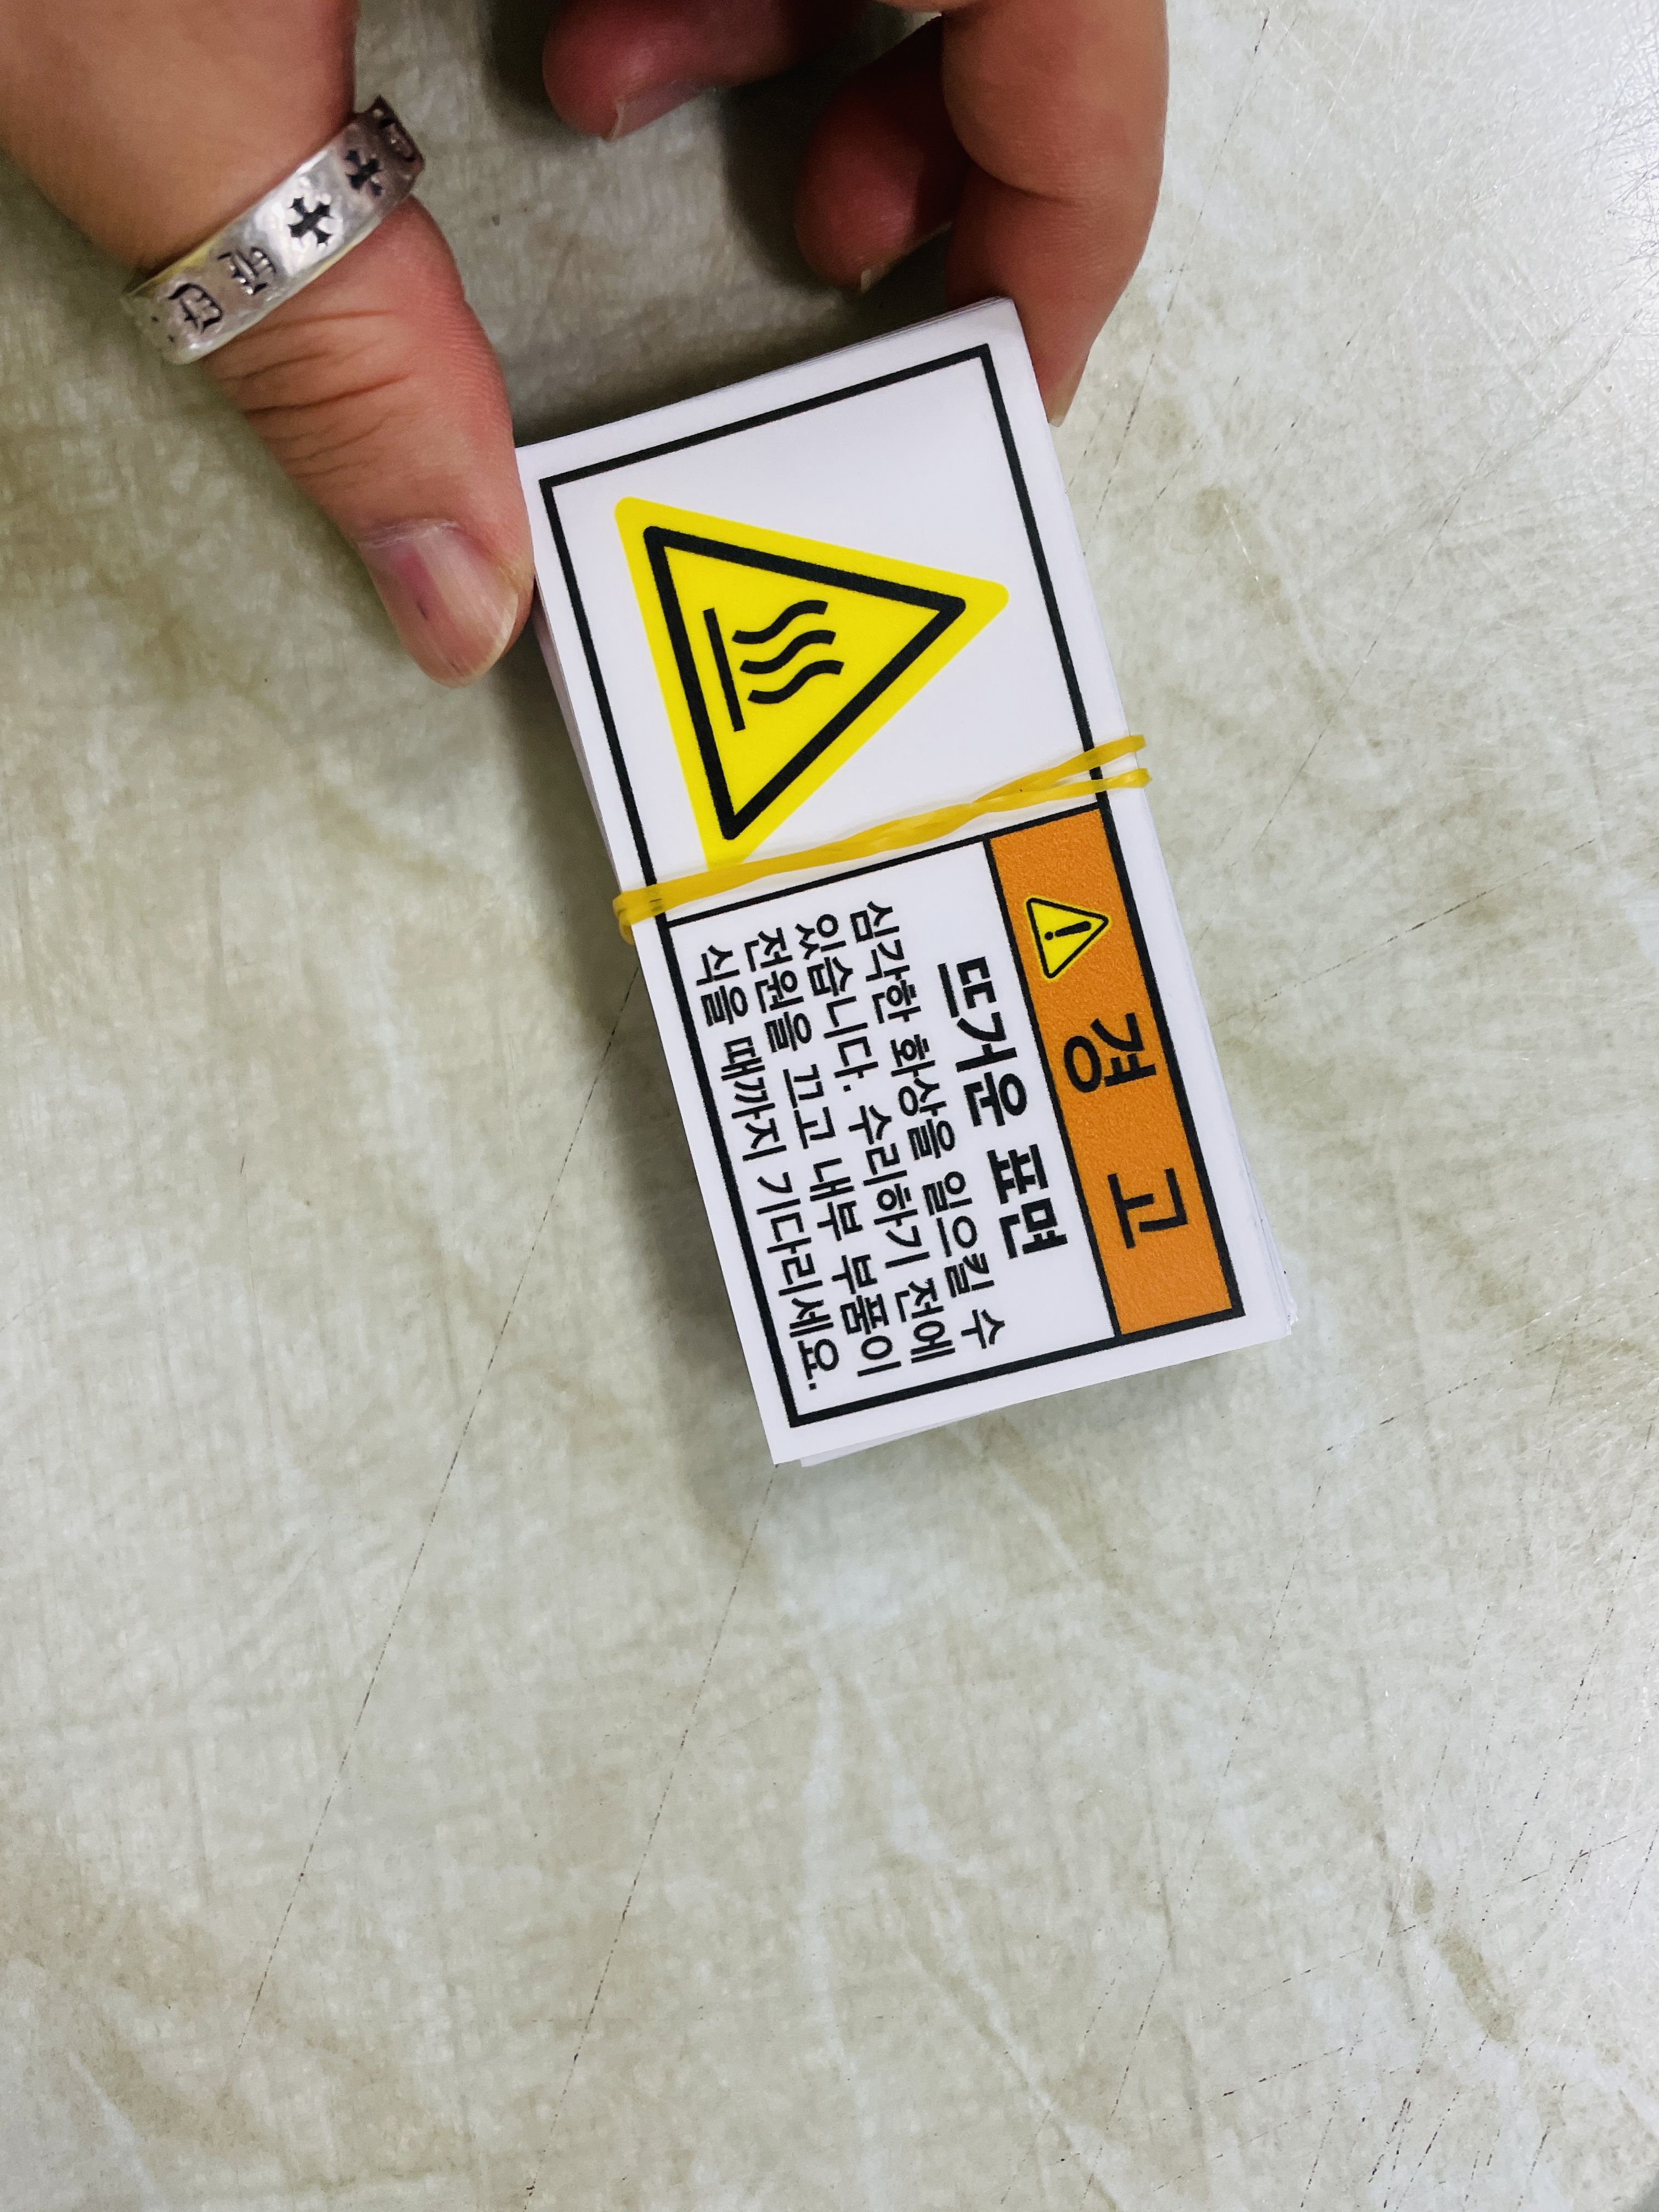 경 고
뜨거운 표면
심각한 화상을 일으킬 수
있습니다. 수리하기 전에
전원을 끄고 내부 부품이
식을 때까지 기다리세요.